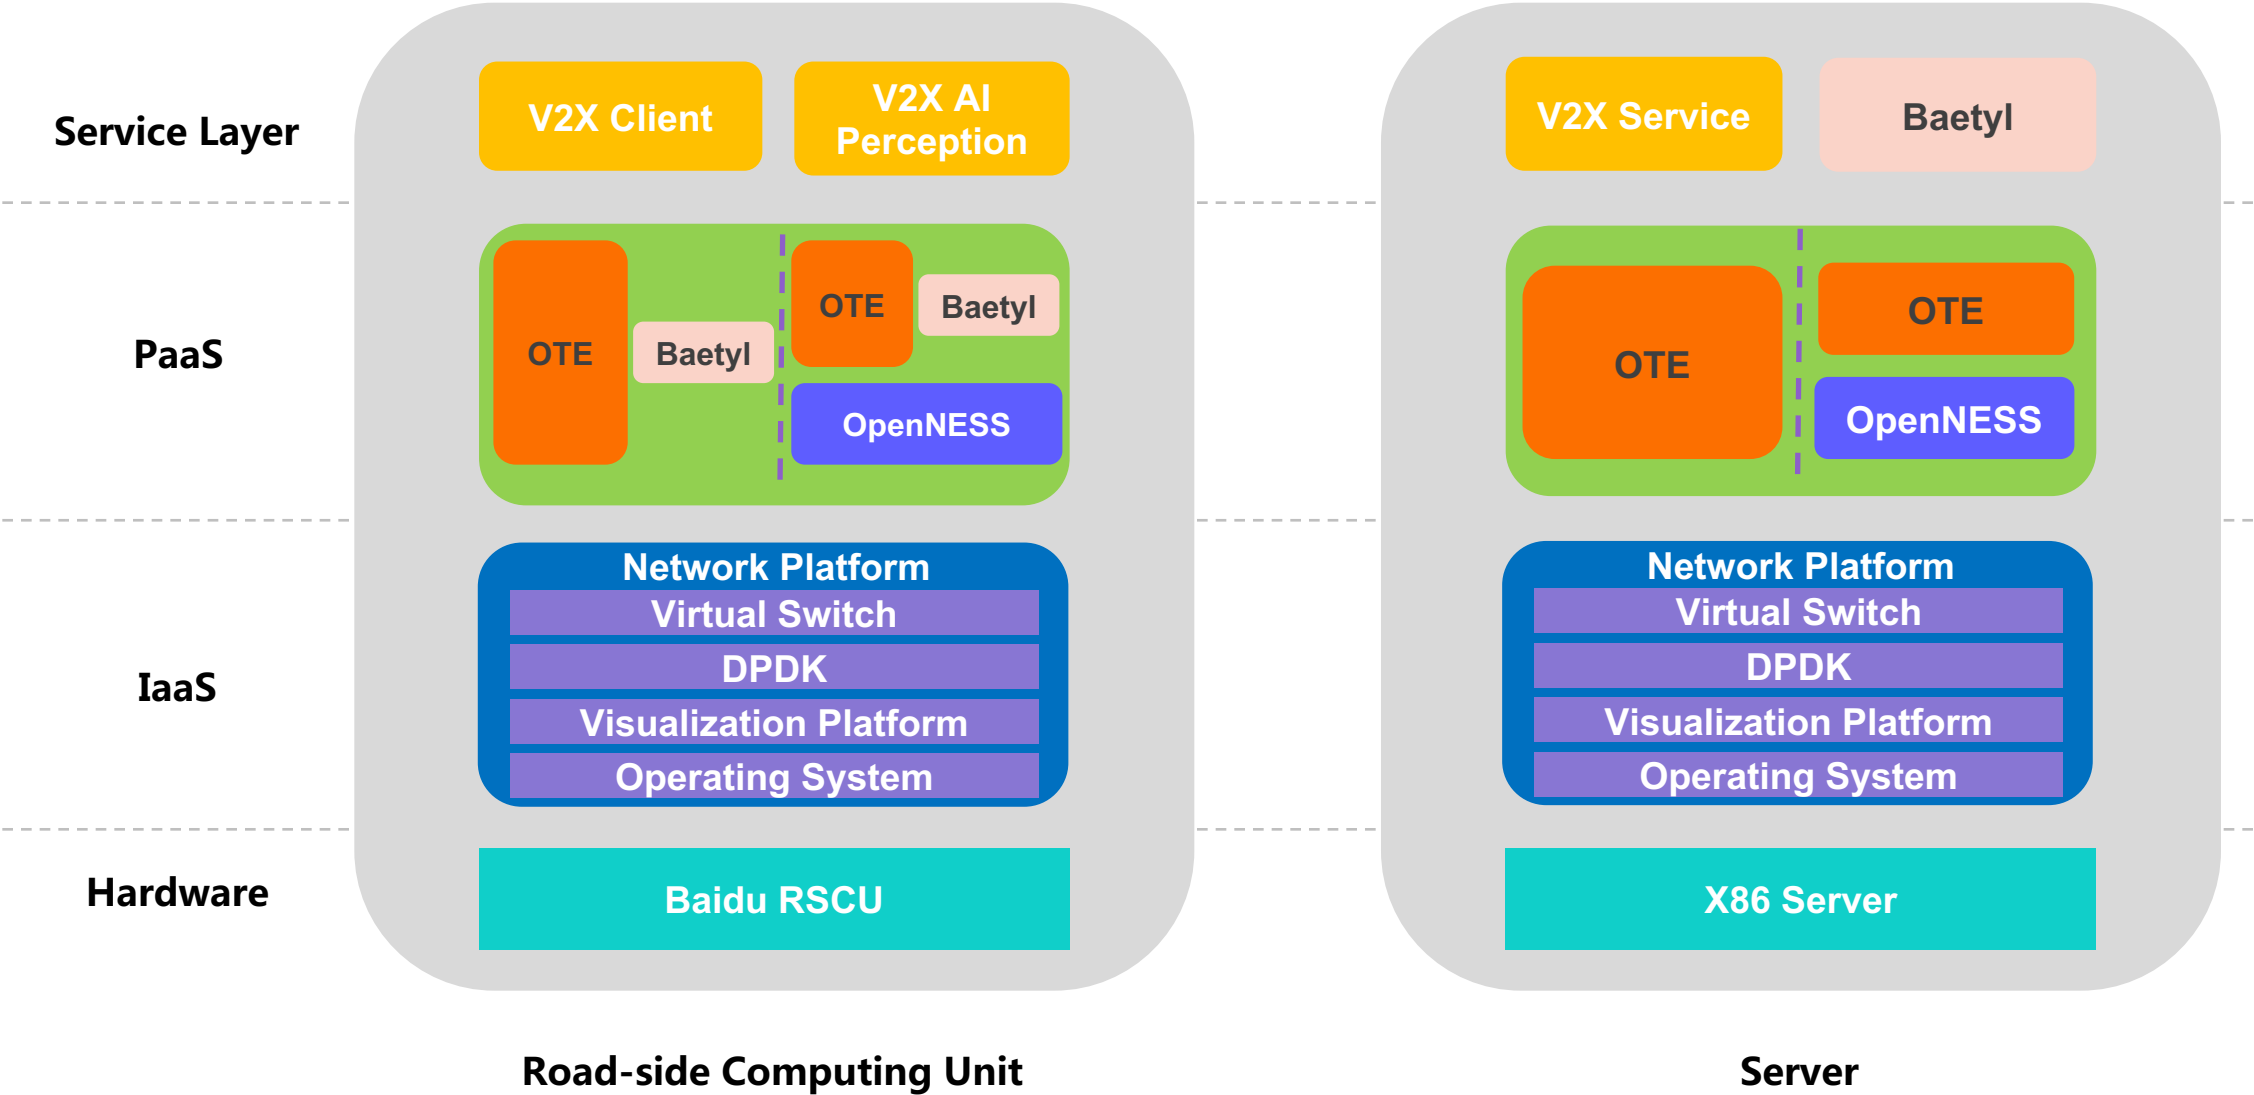 Service Layer
V2X Client
V2X AI
Perception
V2X Service
Baetyl
PaaS
OTE
Baetyl
OTE
Baetyl
OpenNESS
OTE
OTE
OpenNESS
IaaS
Network Platform
Virtual Switch
DPDK
Visualization Platform
Operating System
Network Platform
Virtual Switch
DPDK
Visualization Platform
Operating System
Hardware
Baidu RSCU
X86 Server
Road-side Computing Unit
Server